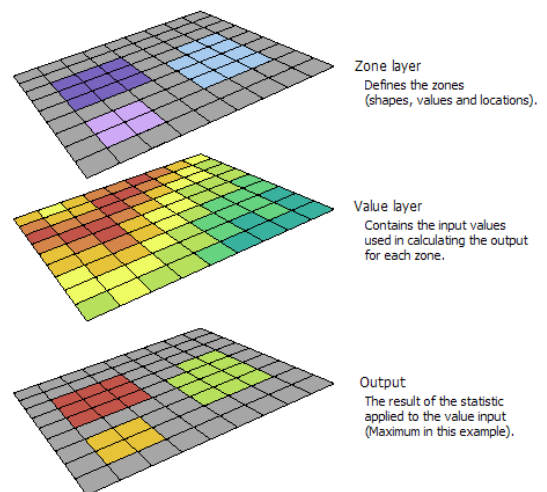 Zone layer
Defines the zones
(shapes, values and locations).
Value layer
Contains the input values
used in calculating the output
for each zone.
Output
The result of the statistic
applied to the value input
(Maximum in this example).